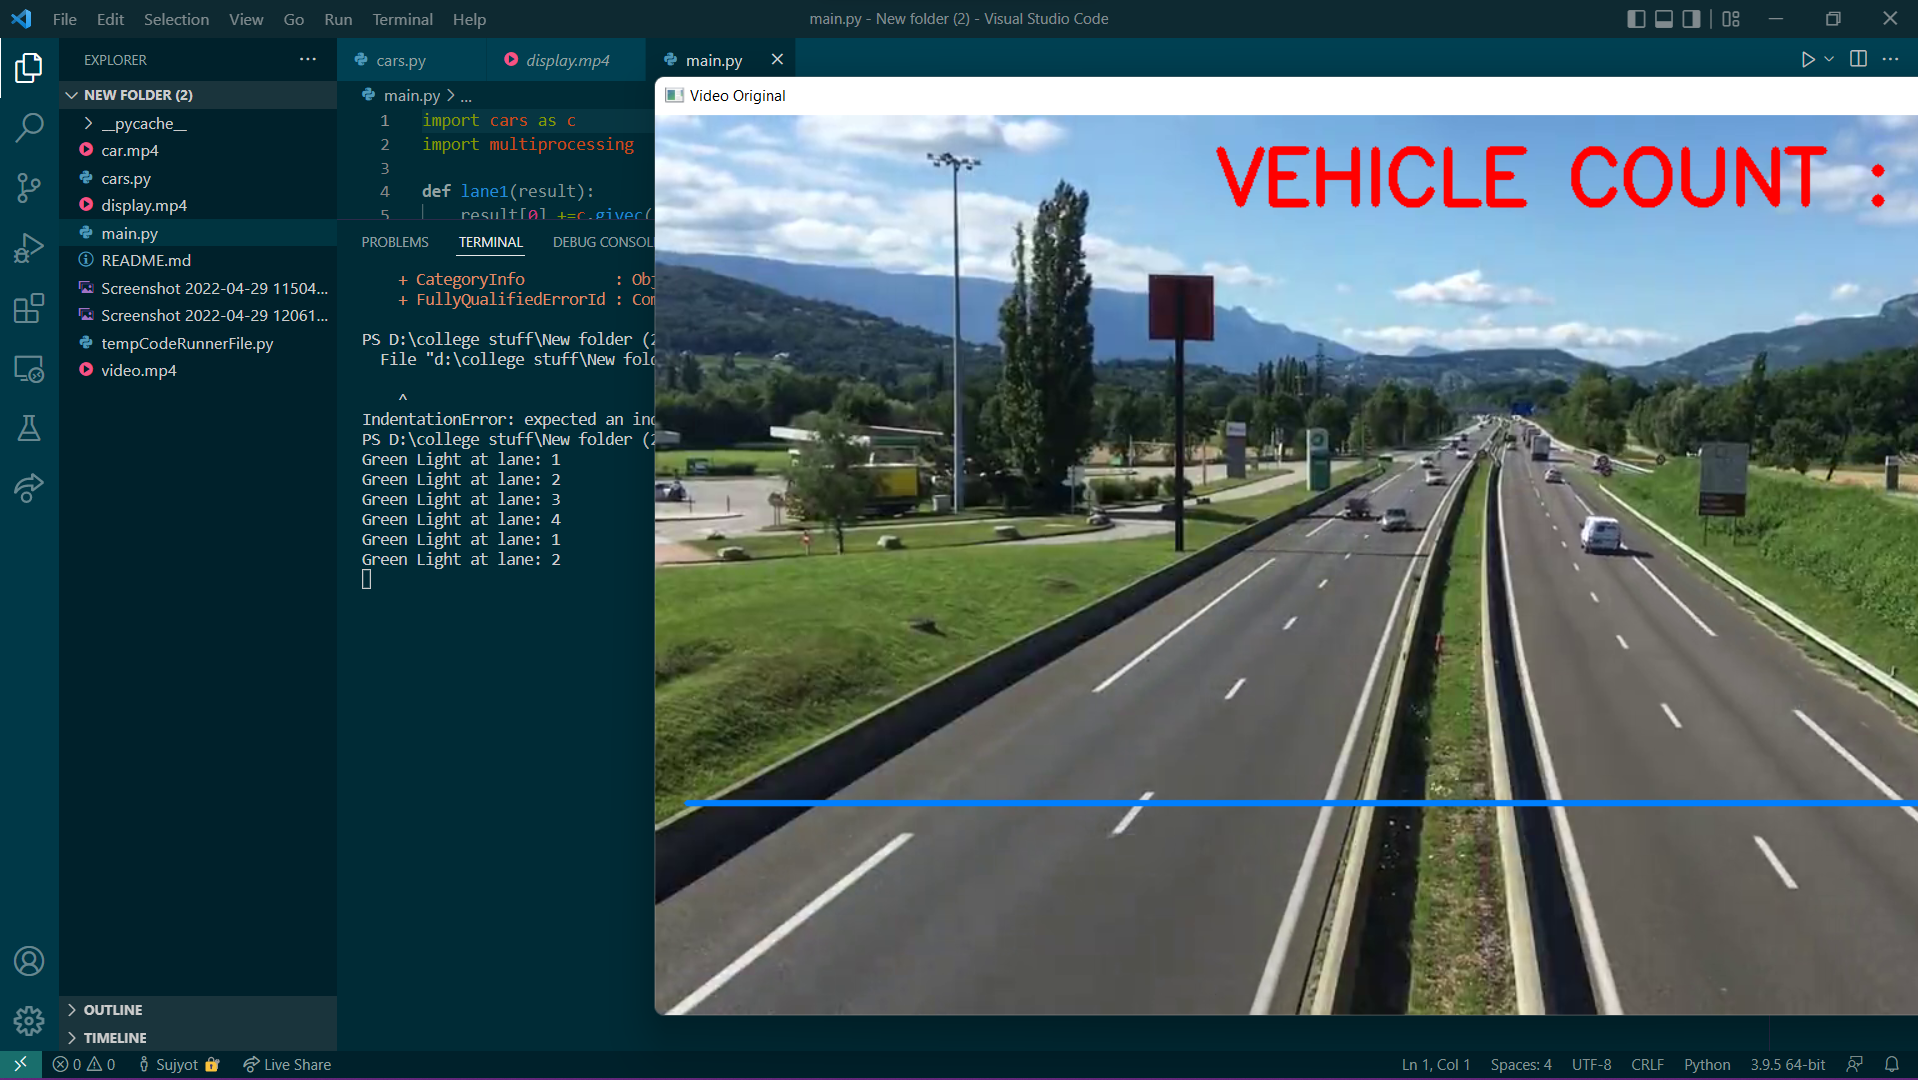 File Edit Selection View Go Run Terminal Help
main.py - New folder (2) - Visual Studio Code
EXPLORER
NEW FOLDER (2)
__pycache__
car.mp4
cars.py
display.mp4
main.py
README.md
Screenshot 2022-04-29 11504...
Screenshot 2022-04-29 12061...
tempCodeRunnerFile.py
video.mp4
OUTLINE
TIMELINE
cars.py display.mp4 main.py
main.py > ...
1 import cars as c
2 import multiprocessing
3
4 def lane1(result):
5 result[0] +=c.givec(
PROBLEMS TERMINAL DEBUG CONSOL
+ CategoryInfo : Obj
+ FullyQualifiedErrorId : Com
PS D:\college stuff\New folder (2
File "d:\college stuff\New fold
^
IndentationError: expected an ind
PS D:\college stuff\New folder (2
Green Light at lane: 1
Green Light at lane: 2
Green Light at lane: 3
Green Light at lane: 4
Green Light at lane: 1
Green Light at lane: 2
Video Original
VEHICLE COUNT :
0 0 Sujyot Live Share
Ln 1, Col 1 Spaces: 4 UTF-8 CRLF Python 3.9.5 64-bit